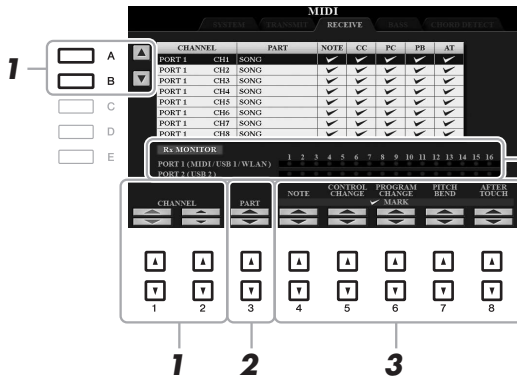 MIDI
SYSTEM TRANSMIT RECEIVE BASS CHORD DETECT
1
A
B
C
D
E
CHANNEL PART NOTE CC PC PB AT
PORT 1 CH1 SONG
PORT 1 CH2 SONG
PORT 1 CH3 SONG
PORT 1 CH4 SONG
PORT 1 CH5 SONG
PORT 1 CH6 SONG
PORT 1 CH7 SONG
PORT 1 CH8 SONG
Rx MONITOR
1 2 3 4 5 6 7 8 9 10 11 12 13 14 15 16
PORT 1 (MIDI/USB 1/WLAN)
PORT 2 (USB 2)
CHANNEL PART NOTE CONTROL CHANGE PROGRAM CHANGE PITCH BEND AFTER TOUCH
MARK
1 2 3 4 5 6 7 8
1 2 3